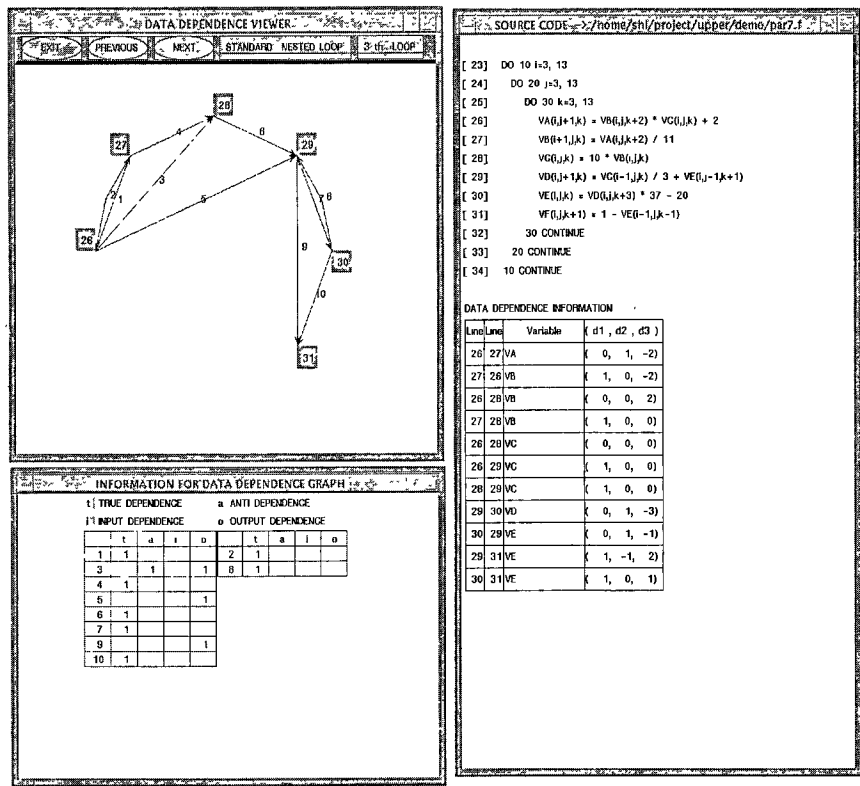 DATA DEPENDENCE VIEWER
EXIT PREVIOUS NEXT STANDARD NESTED LOOP 3 th LOOP
28
27
4
6
29
2
1
3
5
7
8
26
9
30
10
31
INFORMATION FOR DATA DEPENDENCE GRAPH
t TRUE DEPENDENCE a ANTI DEPENDENCE
i INPUT DEPENDENCE o OUTPUT DEPENDENCE
t a i o t a i o
1 1 2 1
3 1 1 8 1
4 1
5 1
6 1
7 1
9 1
10 1
SOURCE CODE -->/home/shl/project/upper/demo/par7.f
[ 23] DO 10 i=3, 13
[ 24] DO 20 j=3, 13
[ 25] DO 30 k=3, 13
[ 26] VA(i,j+1,k) = VB(i,j,k+2) * VC(i,j,k) + 2
[ 27] VB(i+1,j,k) = VA(i,j,k+2) / 11
[ 28] VC(i,j,k) = 10 * VB(i,j,k)
[ 29] VD(i,j+1,k) = VC(i-1,j,k) / 3 + VE(i,j-1,k+1)
[ 30] VE(i,j,k) = VD(i,j,k+3) * 37 - 20
[ 31] VF(i,j,k+1) = 1 - VE(i-1,j,k-1)
[ 32] 30 CONTINUE
[ 33] 20 CONTINUE
[ 34] 10 CONTINUE
DATA DEPENDENCE INFORMATION
Line Line Variable ( d1 , d2 , d3 )
26 27 VA ( 0, 1, -2)
27 26 VB ( 1, 0, -2)
26 28 VB ( 0, 0, 2)
27 28 VB ( 1, 0, 0)
26 28 VC ( 0, 0, 0)
26 29 VC ( 1, 0, 0)
28 29 VC ( 1, 0, 0)
29 30 VD ( 0, 1, -3)
30 29 VE ( 0, 1, -1)
29 31 VE ( 1, -1, 2)
30 31 VE ( 1, 0, 1)